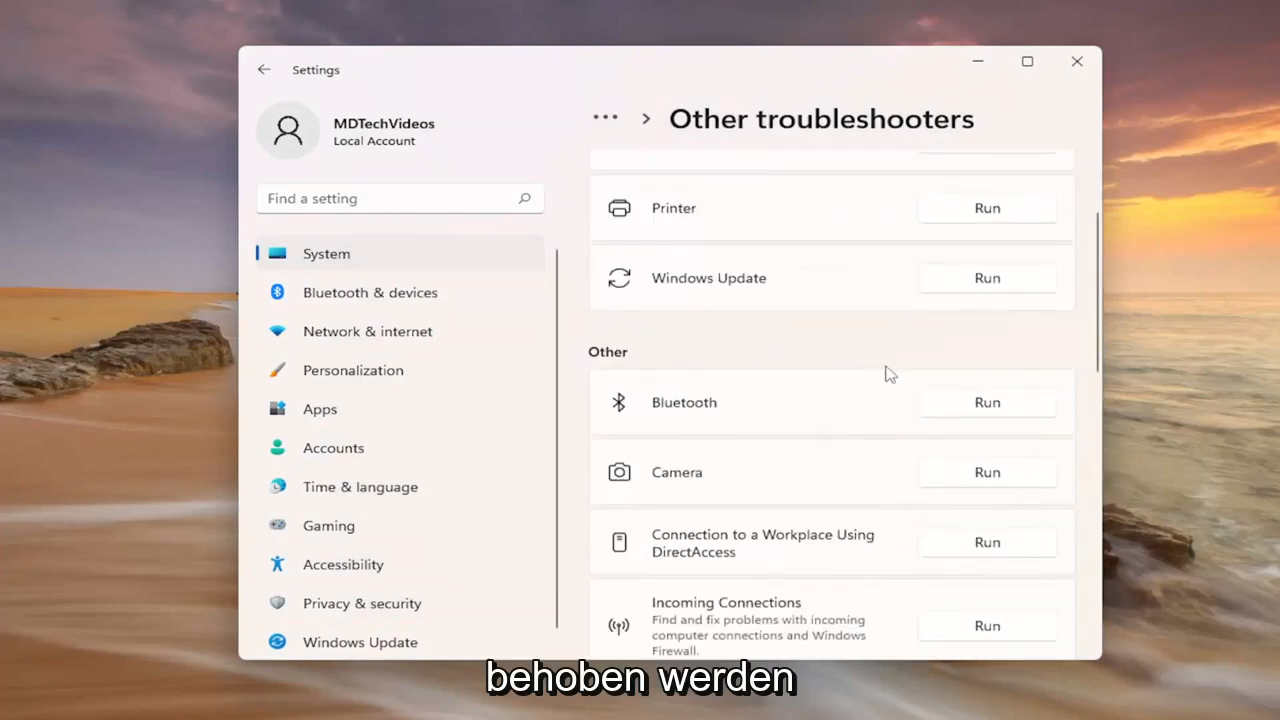 Settings
MDTechVideos
Local Account
Find a setting
System
Bluetooth & devices
Network & internet
Personalization
Apps
Accounts
Time & language
Gaming
Accessibility
Privacy & security
Windows Update
... > Other troubleshooters
Printer
Run
Windows Update
Run
Other
Bluetooth
Run
Camera
Run
Connection to a Workplace Using
DirectAccess
Run
Incoming Connections
Find and fix problems with incoming
computer connections and Windows
Firewall.
Run
behoben werden